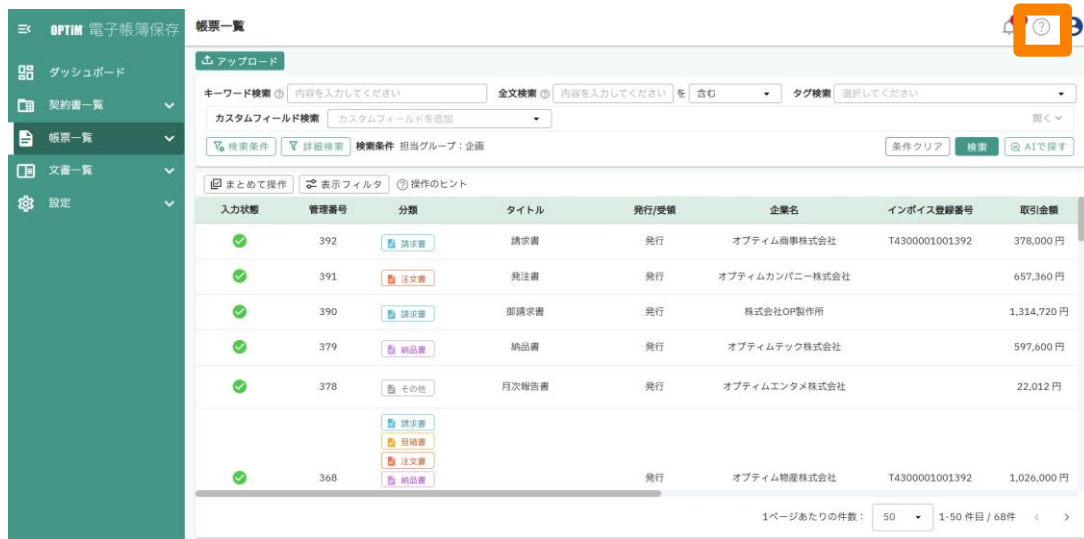 OPTiM 電子帳簿保存
ダッシュボード
契約書一覧
帳票一覧
文書一覧
設定
帳票一覧
?
アップロード
キーワード検索 ? 内容を入力してください 全文検索 ? 内容を入力してください を 含む タグ検索 選択してください
カスタムフィールド検索 カスタムフィールドを追加 開く
検索条件 詳細検索 検索条件 担当グループ:企画 条件クリア 検索 AIで探す
まとめて操作 表示フィルタ ?操作のヒント
入力状態 管理番号 分類 タイトル 発行/受領 企業名 インボイス登録番号 取引金額
392 請求書 請求書 発行 オプティム商事株式会社 T4300001001392 378,000円
391 注文書 発注書 発行 オプティムカンパニー株式会社 657,360円
390 請求書 御請求書 発行 株式会社OP製作所 1,314,720円
379 納品書 納品書 発行 オプティムテック株式会社 597,600円
378 その他 月次報告書 発行 オプティムエンタメ株式会社 22,012円
請求書
見積書
注文書
368 納品書 発行 オプティム物産株式会社 T4300001001392 1,026,000円
1ページあたりの件数: 50 1-50 件目 / 68件